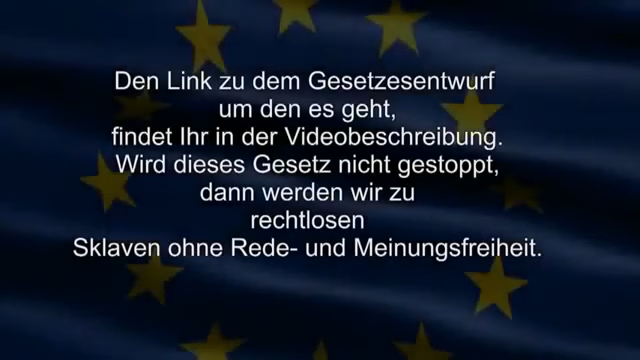 Den Link zu dem Gesetzesentwurf
um den es geht,
findet Ihr in der Videobeschreibung.
Wird dieses Gesetz nicht gestoppt,
dann werden wir zu
rechtlosen
Sklaven ohne Rede- und Meinungsfreiheit.